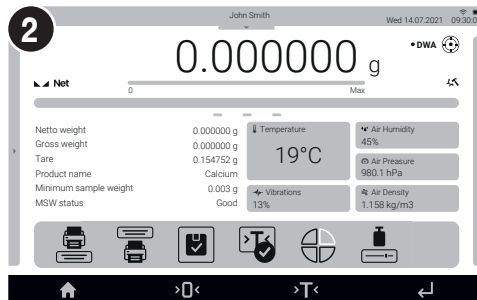 2
John Smith
Wed 14.07.2021 09:30:0
0.000000 g
DWA
Net
0
Max
Netto weight 0.000000 g
Gross weight 0.000000 g
Tare 0.154752 g
Product name Calcium
Minimum sample weight 0.003 g
MSW status Good
Temperature
19°C
Vibrations
13%
Air Humidity
45%
Air Preasure
980.1 hPa
Air Density
1.158 kg/m3
>T<
>0<
>T<